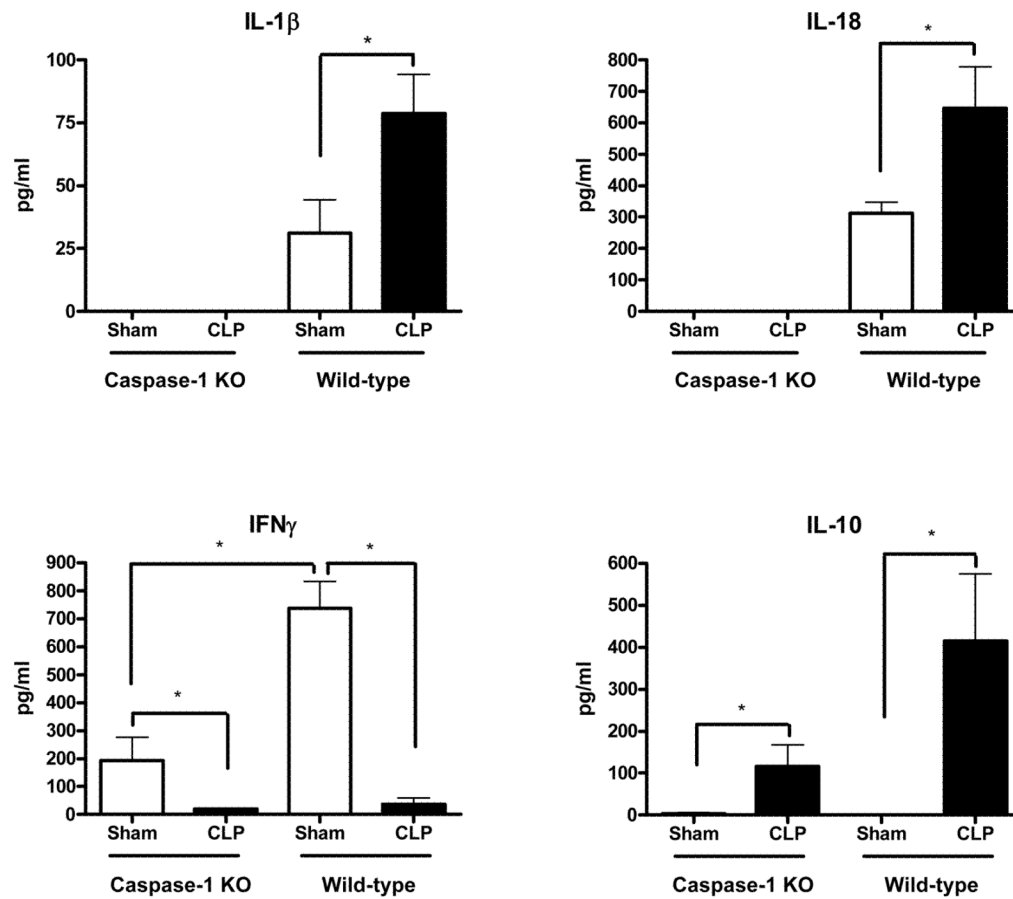 IL-1β
*
100
75
50
25
0
pg/ml
Sham CLP Sham CLP
Caspase-1 KO Wild-type
IL-18
*
800
700
600
500
400
300
200
100
0
pg/ml
Sham CLP Sham CLP
Caspase-1 KO Wild-type
IFNγ
* *
*
900
800
700
600
500
400
300
200
100
0
pg/ml
Sham CLP Sham CLP
Caspase-1 KO Wild-type
IL-10
*
*
600
500
400
300
200
100
0
pg/ml
Sham CLP Sham CLP
Caspase-1 KO Wild-type